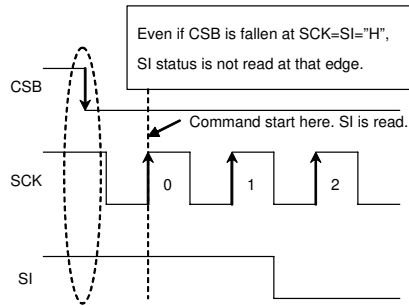 Even if CSB is fallen at SCK=SI=”H”,
SI status is not read at that edge.
CSB
Command start here. SI is read.
SCK
0 1 2
SI